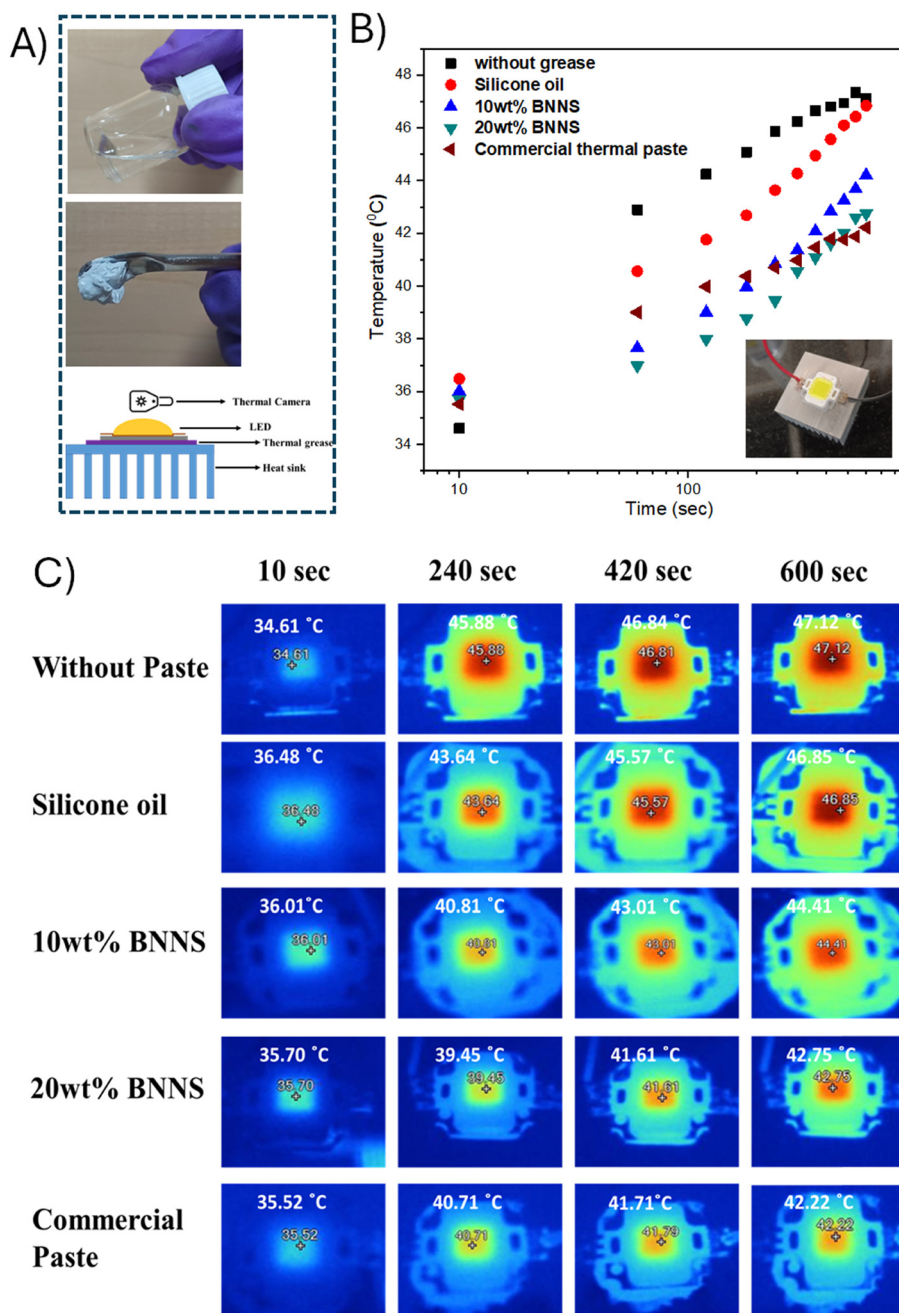 A)
Thermal Camera
LED
Thermal grease
Heat sink
B)
without grease
Silicone oil
10wt% BNNS
20wt% BNNS
Commercial thermal paste
48
46
44
42
40
38
36
34
Temperature (⁰C)
10
100
Time (sec)
C)
10 sec 240 sec 420 sec 600 sec
Without Paste
34.61 ˚C 45.88 ˚C 46.84 ˚C 47.12 ˚C
34.61 45.88 46.81 47.12
Silicone oil
36.48 ˚C 43.64 ˚C 45.57 ˚C 46.85 ˚C
36.48 43.64 45.57 46.85
10wt% BNNS
36.01˚C 40.81 ˚C 43.01 ˚C 44.41 ˚C
36.01 40.81 43.01 44.41
20wt% BNNS
35.70 ˚C 39.45 ˚C 41.61 ˚C 42.75 ˚C
35.70 39.45 41.61 42.75
Commercial
Paste
35.52 ˚C 40.71 ˚C 41.71˚C 42.22 ˚C
35.52 40.71 41.79 42.22